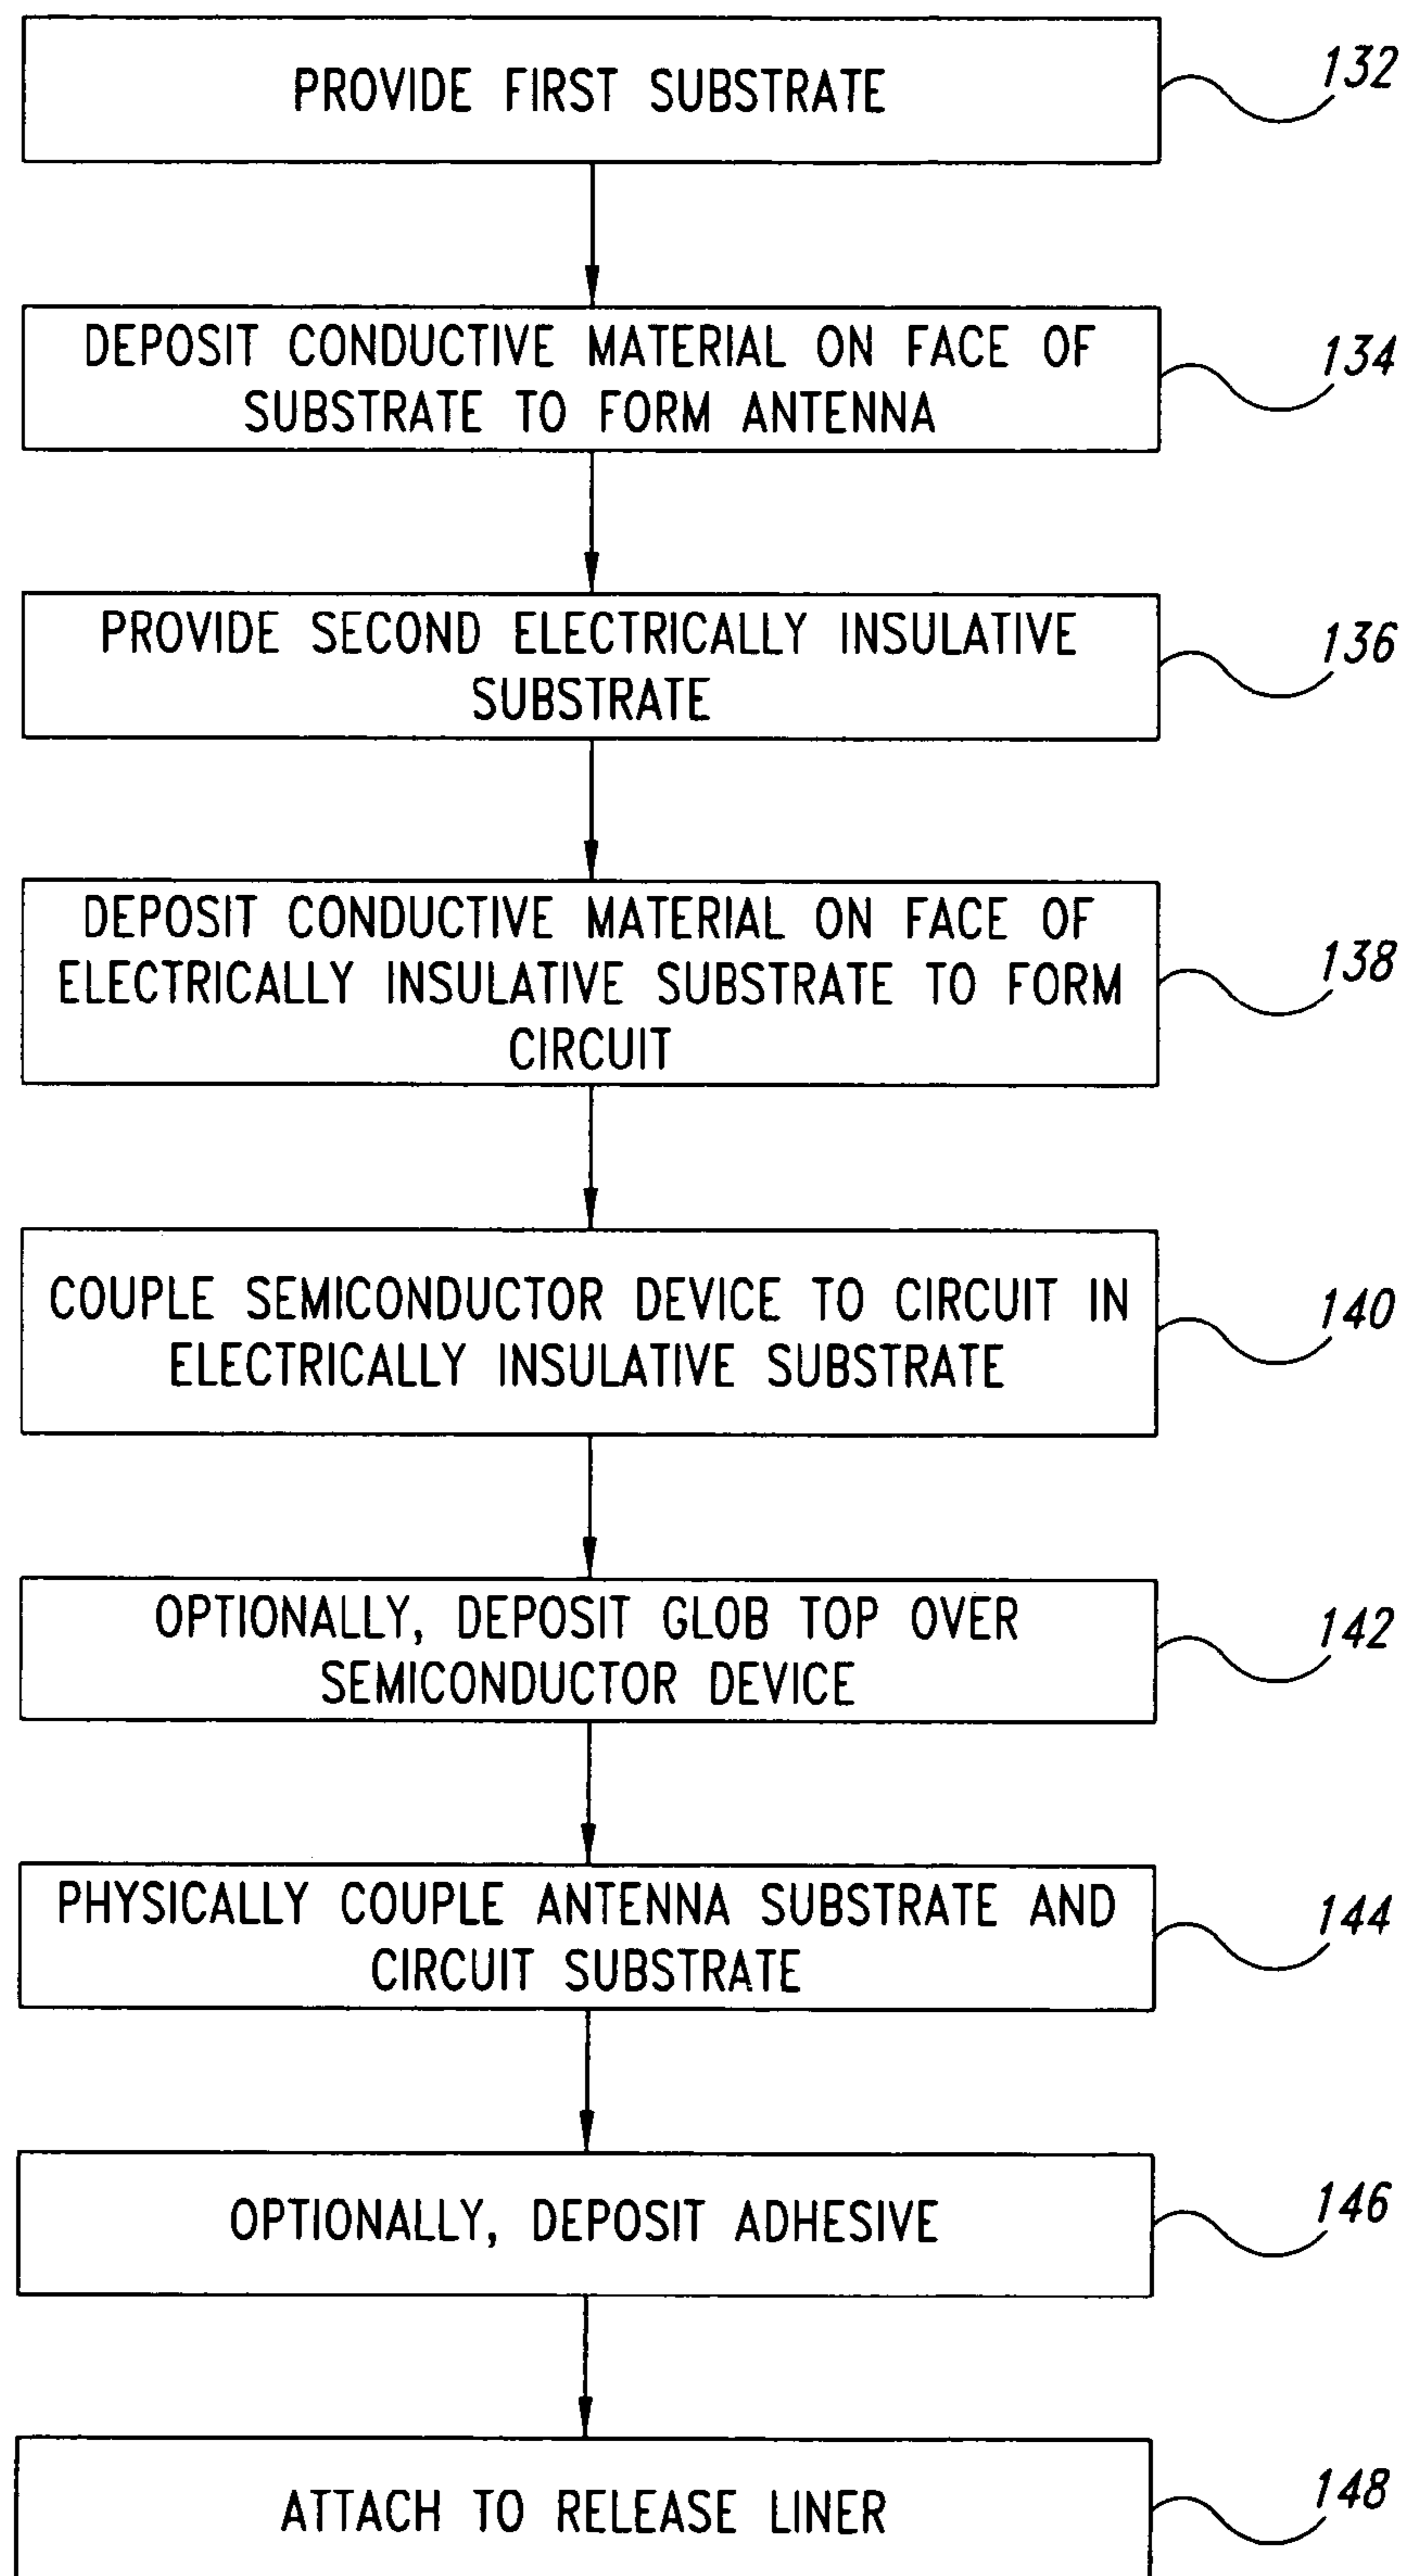 PROVIDE FIRST SUBSTRATE
132
DEPOSIT CONDUCTIVE MATERIAL ON FACE OF
SUBSTRATE TO FORM ANTENNA
134
PROVIDE SECOND ELECTRICALLY INSULATIVE
SUBSTRATE
136
DEPOSIT CONDUCTIVE MATERIAL ON FACE OF
ELECTRICALLY INSULATIVE SUBSTRATE TO FORM
CIRCUIT
138
COUPLE SEMICONDUCTOR DEVICE TO CIRCUIT IN
ELECTRICALLY INSULATIVE SUBSTRATE
140
OPTIONALLY, DEPOSIT GLOB TOP OVER
SEMICONDUCTOR DEVICE
142
PHYSICALLY COUPLE ANTENNA SUBSTRATE AND
CIRCUIT SUBSTRATE
144
OPTIONALLY, DEPOSIT ADHESIVE
146
ATTACH TO RELEASE LINER
148